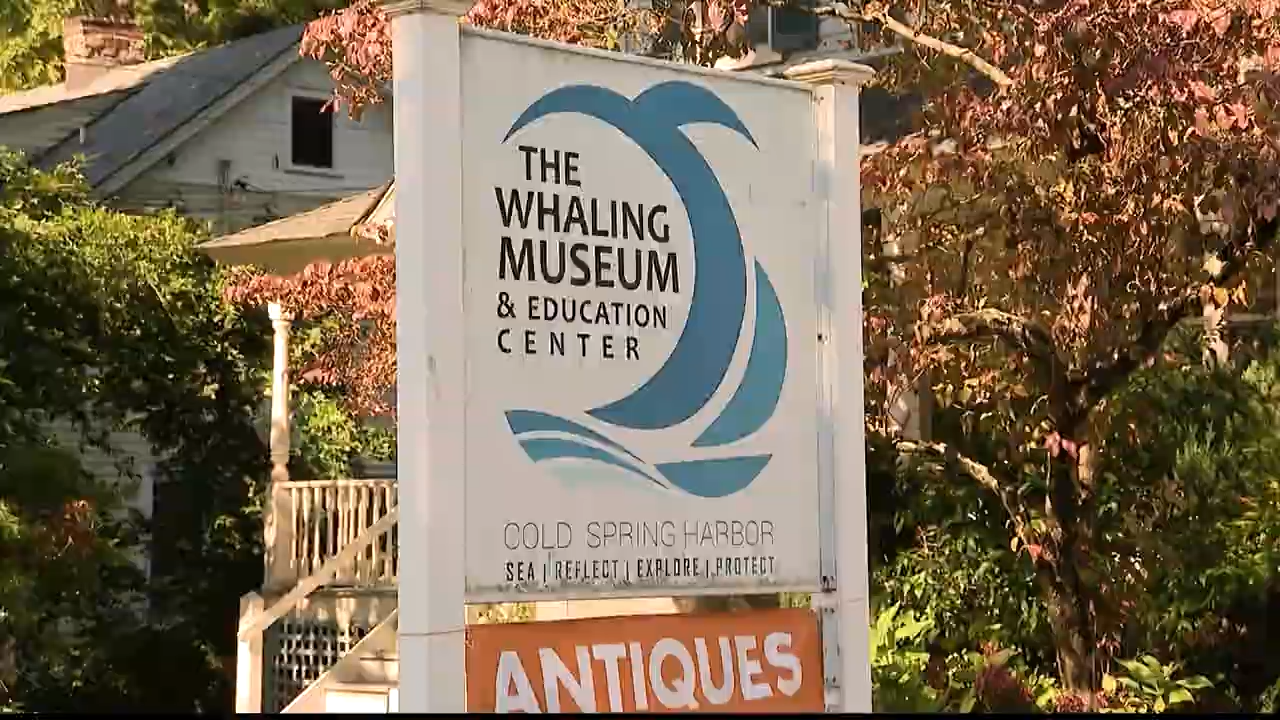 THE
WHALING
MUSEUM
& EDUCATION
CENTER
COLD SPRING HARBOR
SEA | REFLECT | EXPLORE | PROTECT
ANTIQUES